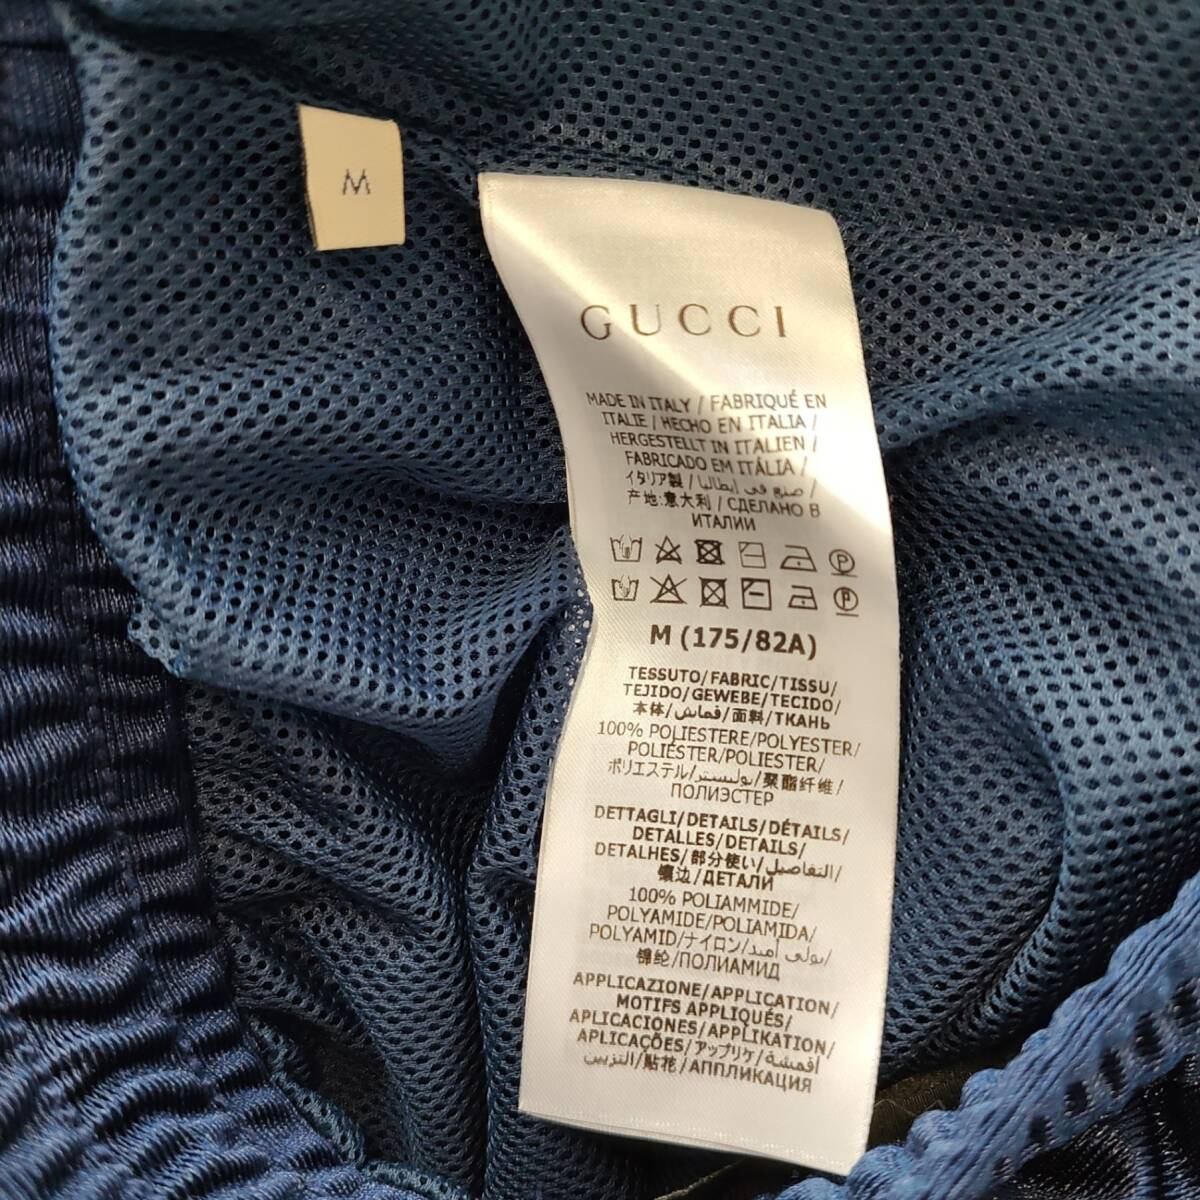 M
GUCCI
MADE IN ITALY / FABRIQUÉ EN
ITALIE / HECHO EN ITALIA /
HERGESTELLT IN ITALIEN /
FABRICADO EM ITÁLIA /
イタリア製 / صنع في إيطاليا /
产地:意大利 / СДЕЛАНО В
ИТАЛИИ
M (175/82A)
TESSUTO/FABRIC/TISSU/
TEJIDO/GEWEBE/TECIDO/
本体/قماش/面料/ТКАНЬ
100% POLIESTERE/POLYESTER/
POLIÉSTER/POLIESTER/
ポリエステル/بوليستر/聚酯纤维/
ПОЛИЭСТЕР
DETTAGLI/DETAILS/DÉTAILS/
DETALLES/DETAILS/
DETALHES/部分使い/التفاصيل/
镶边/ДЕТАЛИ
100% POLIAMMIDE/
POLYAMIDE/POLIAMIDA/
POLYAMID/ナイロン/بولي أميد/
锦纶/ПОЛИАМИД
APPLICAZIONE/APPLICATION/
MOTIFS APPLIQUÉS/
APLICACIONES/APPLIKATION/
APLICAÇÕES/アップリケ/أقمشة
التزيين/贴花/АППЛИКАЦИЯ